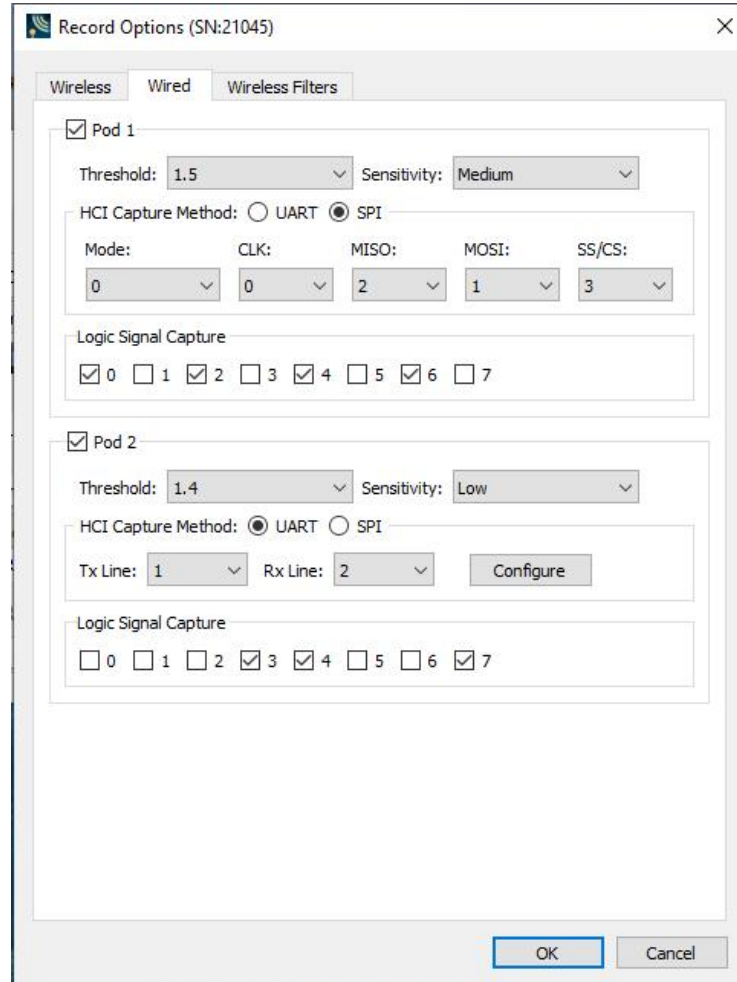 Record Options (SN:21045)
Wireless Wired Wireless Filters
Pod 1
Threshold: 1.5 Sensitivity: Medium
HCI Capture Method: UART SPI
Mode: CLK: MISO: MOSI: SS/CS:
0 0 2 1 3
Logic Signal Capture
0 1 2 3 4 5 6 7
Pod 2
Threshold: 1.4 Sensitivity: Low
HCI Capture Method: UART SPI
Tx Line: 1 Rx Line: 2 Configure
Logic Signal Capture
0 1 2 3 4 5 6 7
OK Cancel